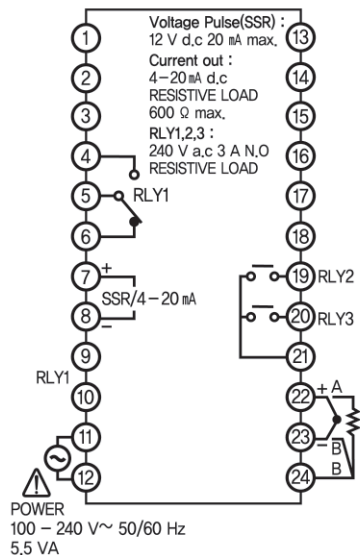 Voltage Pulse(SSR) :
12 V d.c 20 ㎃ max.
Current out :
4-20㎃ d.c
RESISTIVE LOAD
600 Ω max.
RLY1,2,3 :
240 V a.c 3 A N.O
RESISTIVE LOAD
1
2
3
4
5
6
RLY1
7
+
SSR/4-20 ㎃
8
−
9
RLY1
10
11
12
POWER
100 - 240 V~ 50/60 Hz
5.5 VA
13
14
15
16
17
18
19 RLY2
20 RLY3
21
22 + A
23 − B
24 B